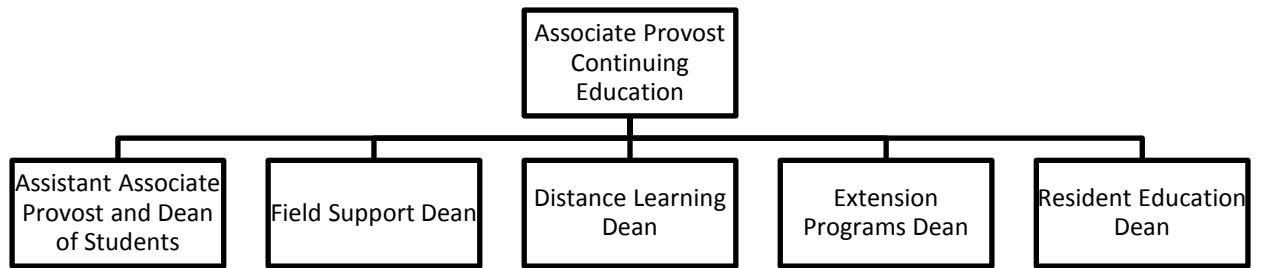 Associate Provost
Continuing
Education
Assistant Associate
Provost and Dean
of Students
Field Support Dean
Distance Learning
Dean
Extension
Programs Dean
Resident Education
Dean